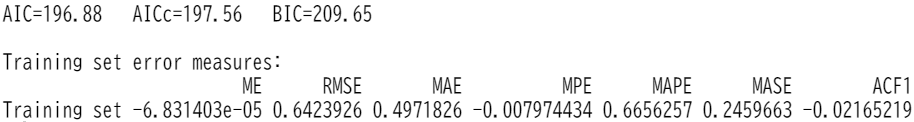 AIC=196.88   AICc=197.56   BIC=209.65
Training set error measures:
ME RMSE MAE MPE MAPE MASE ACF1
Training set -6.831403e-05 0.6423926 0.4971826 -0.007974434 0.6656257 0.2459663 -0.02165219